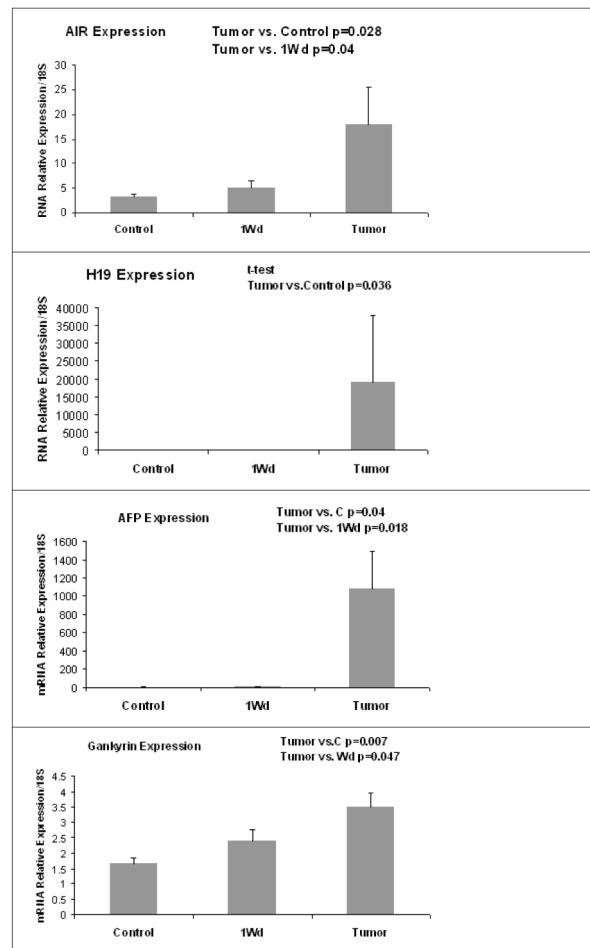 AIR Expression
Tumor vs. Control p=0.028
Tumor vs. 1Wd p=0.04
RNA Relative Expression/18S
30
25
20
15
10
5
0
Control 1Wd Tumor
H19 Expression
t-test
Tumor vs.Control p=0.036
RNA Relative Expression/18S
40000
35000
30000
25000
20000
15000
10000
5000
0
Control 1Wd Tumor
AFP Expression
Tumor vs. C p=0.04
Tumor vs. 1Wd p=0.018
mRNA Relative Expression/18S
1600
1400
1200
1000
800
600
400
200
0
Control 1Wd Tumor
Gankyrin Expression
Tumor vs.C p=0.007
Tumor vs. Wd p=0.047
mRNA Relative Expression/18S
4.5
4
3.5
3
2.5
2
1.5
1
0.5
0
Control 1Wd Tumor